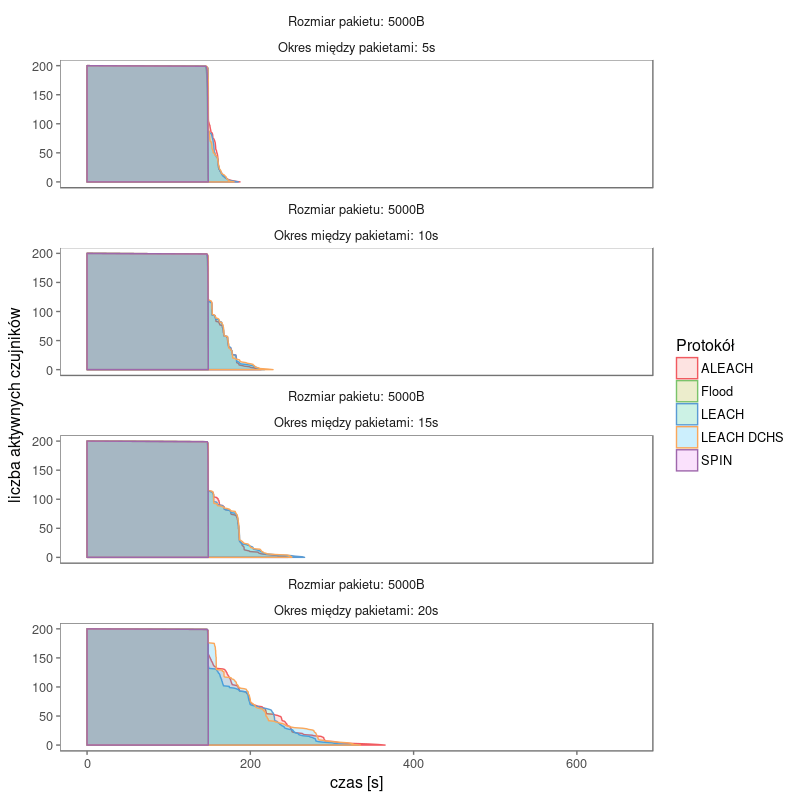 Rozmiar pakietu: 5000B
Okres między pakietami: 5s
200
150
100
50
0
Rozmiar pakietu: 5000B
Okres między pakietami: 10s
200
150
100
50
0
Rozmiar pakietu: 5000B
Okres między pakietami: 15s
200
150
100
50
0
Rozmiar pakietu: 5000B
Okres między pakietami: 20s
200
150
100
50
0
0 200 400 600
czas [s]
liczba aktywnych czujników
Protokół
ALEACH
Flood
LEACH
LEACH DCHS
SPIN